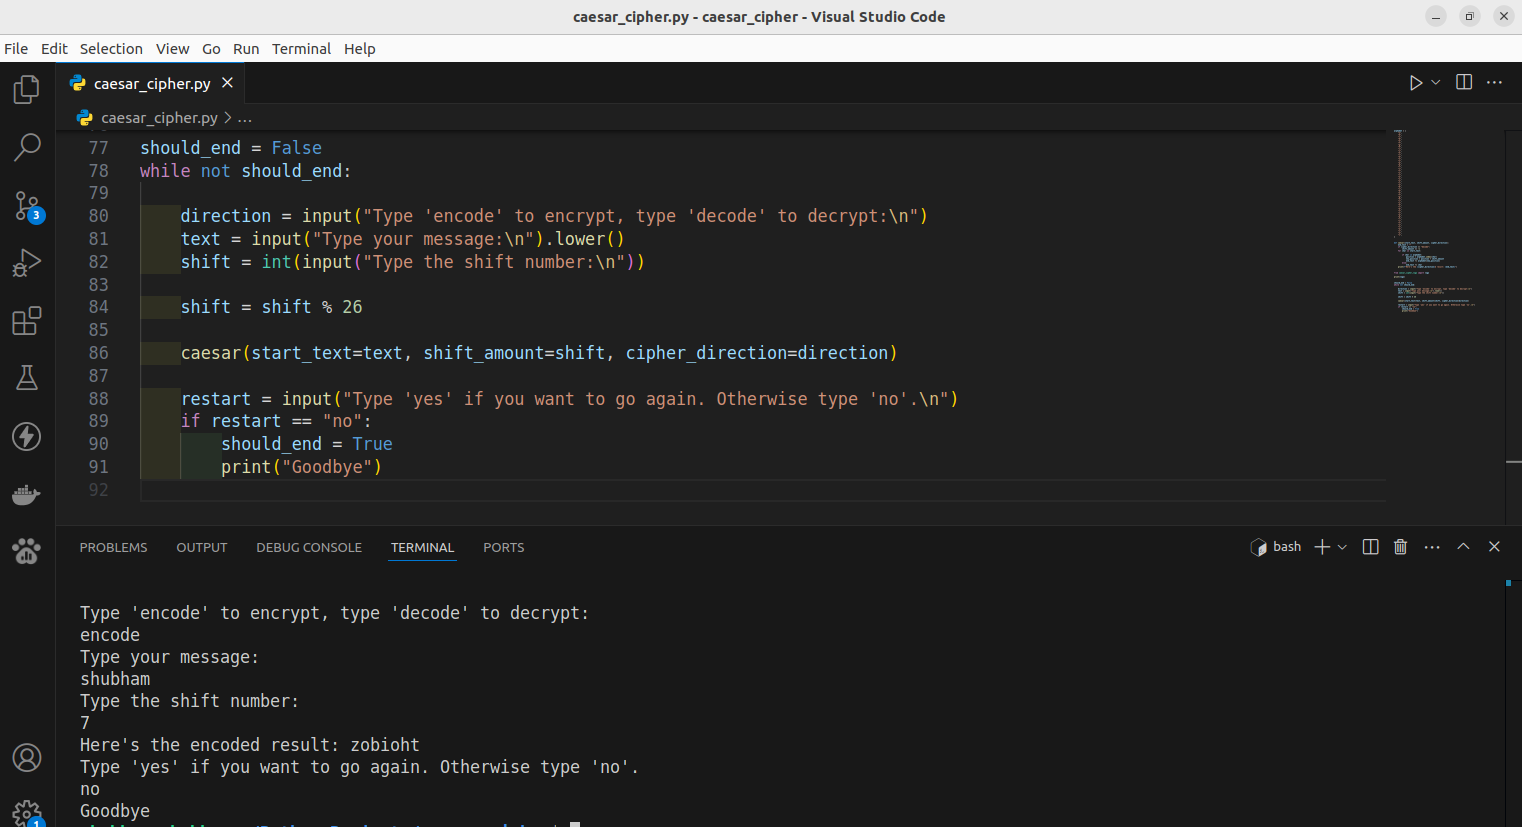 caesar_cipher.py - caesar_cipher - Visual Studio Code
File Edit Selection View Go Run Terminal Help
caesar_cipher.py
caesar_cipher.py > ...
77 should_end = False
78 while not should_end:
79
80 direction = input("Type 'encode' to encrypt, type 'decode' to decrypt:\n")
81 text = input("Type your message:\n").lower()
82 shift = int(input("Type the shift number:\n"))
83
84 shift = shift % 26
85
86 caesar(start_text=text, shift_amount=shift, cipher_direction=direction)
87
88 restart = input("Type 'yes' if you want to go again. Otherwise type 'no'.\n")
89 if restart == "no":
90 should_end = True
91 print("Goodbye")
92
3
PROBLEMS OUTPUT DEBUG CONSOLE TERMINAL PORTS bash
Type 'encode' to encrypt, type 'decode' to decrypt:
encode
Type your message:
shubham
Type the shift number:
7
Here's the encoded result: zobioht
Type 'yes' if you want to go again. Otherwise type 'no'.
no
Goodbye
1